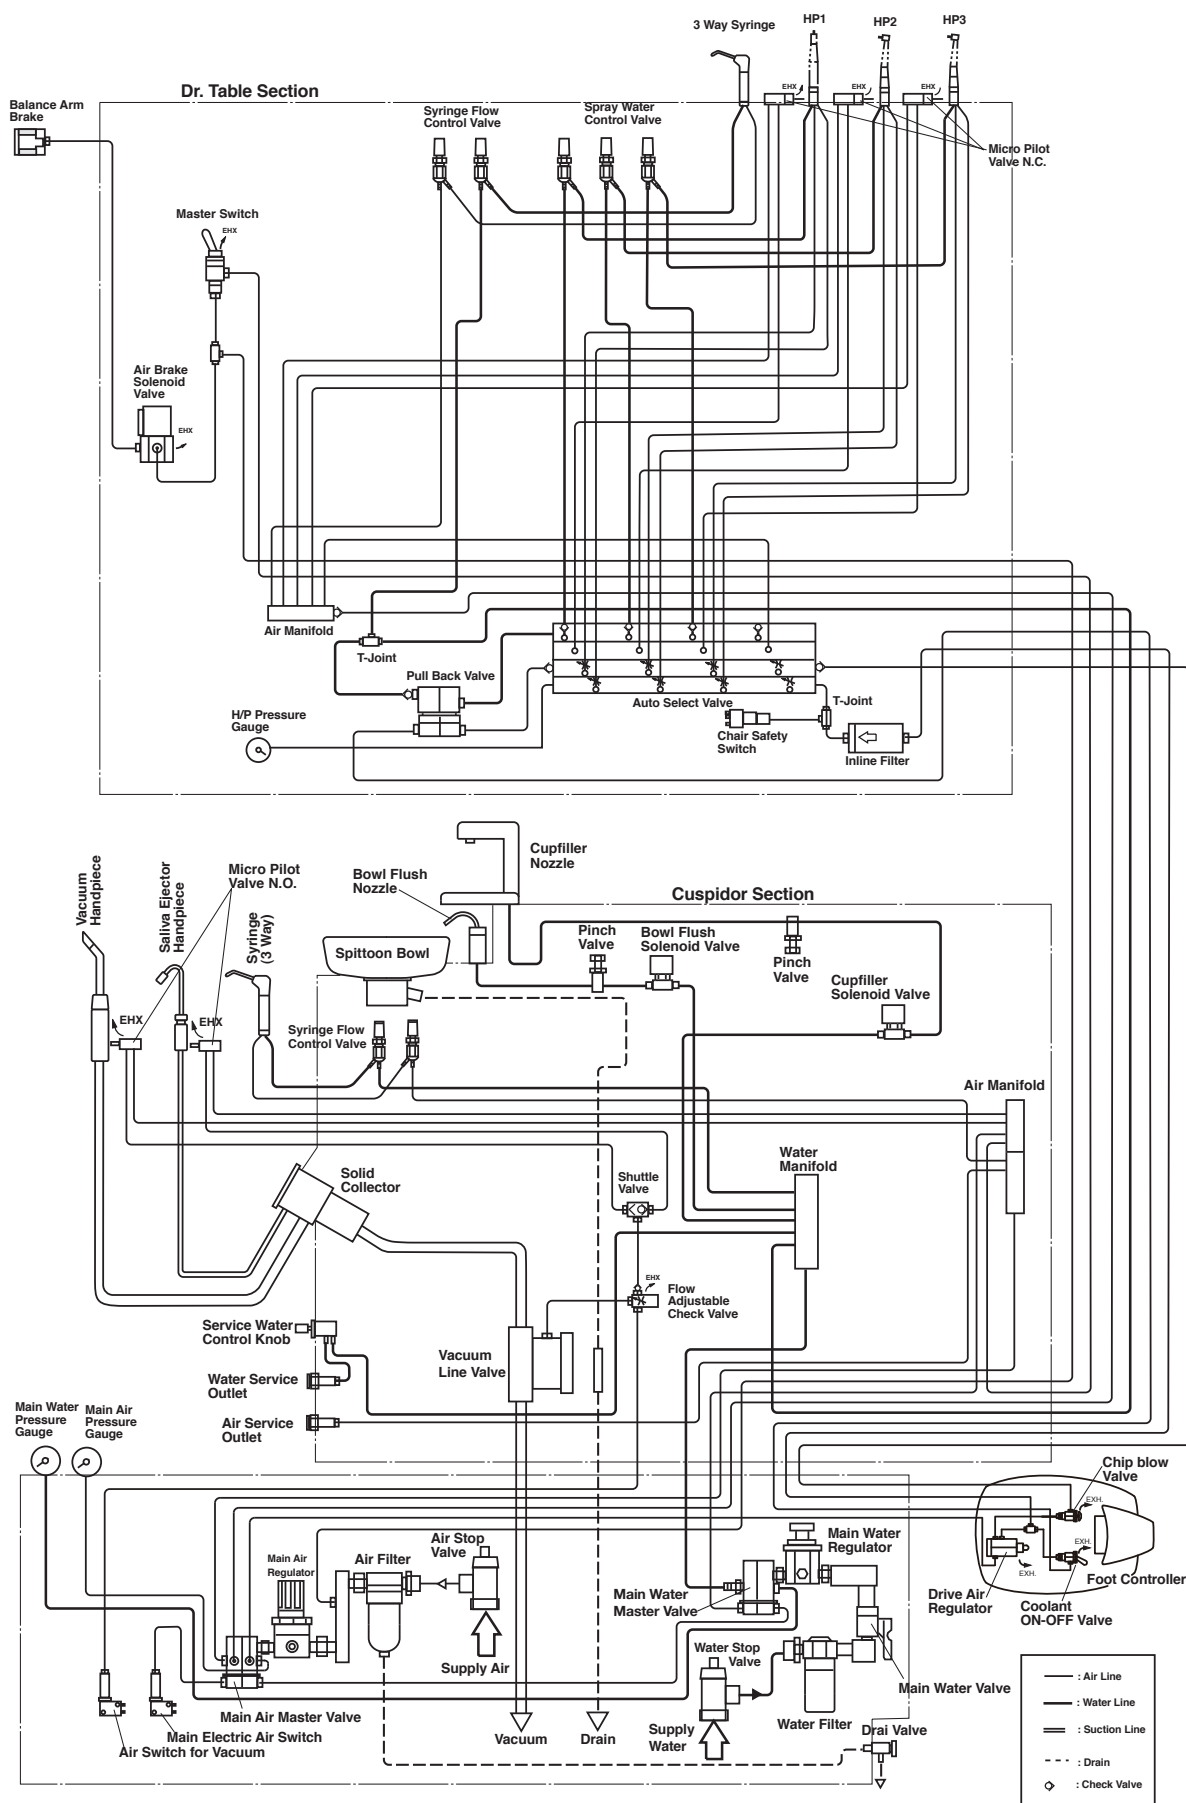 3 Way Syringe
HP1
HP2
HP3
Dr. Table Section
EHX
EHX
EHX
Balance Arm
Brake
Syringe Flow
Control Valve
Spray Water
Control Valve
Micro Pilot
Valve N.C.
Master Switch
EHX
Air Brake
Solenoid
Valve
EHX
Air Manifold
T-Joint
Pull Back Valve
Auto Select Valve
T-Joint
H/P Pressure
Gauge
Chair Safety
Switch
Inline Filter
Cupfiller
Nozzle
Vacuum
Handpiece
Saliva Ejector
Handpiece
Micro Pilot
Valve N.O.
Bowl Flush
Nozzle
Cuspidor Section
Syringe
(3 Way)
Spittoon Bowl
Pinch
Valve
Bowl Flush
Solenoid Valve
Pinch
Valve
Cupfiller
Solenoid Valve
EHX
EHX
Syringe Flow
Control Valve
Air Manifold
Water
Manifold
Solid
Collector
Shuttle
Valve
EHX
Flow
Adjustable
Check Valve
Service Water
Control Knob
Vacuum
Line Valve
Water Service
Outlet
Main Water
Pressure
Gauge
Main Air
Pressure
Gauge
Air Service
Outlet
Chip blow
Valve
EXH.
EXH.
EXH.
Foot Controller
Drive Air
Regulator
Coolant
ON-OFF Valve
Main Air
Regulator
Air Filter
Air Stop
Valve
Main Water
Regulator
Main Water
Master Valve
Supply Air
Water Stop
Valve
Main Water Valve
Main Air Master Valve
Main Electric Air Switch
Air Switch for Vacuum
Vacuum
Drain
Supply
Water
Water Filter
Drai Valve
: Air Line
: Water Line
: Suction Line
: Drain
: Check Valve